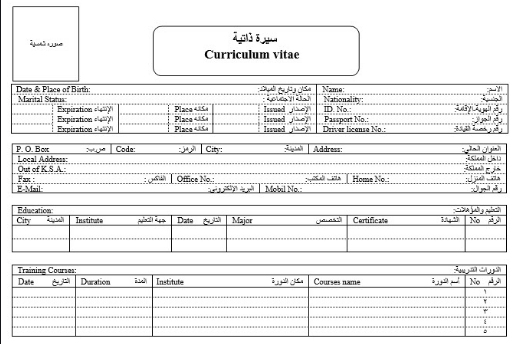 صورة شمسية
سيرة ذاتية
Curriculum vitae
Date & Place of Birth: مكان وتاريخ الميلاد: Name: الاسم:
Marital Status: الحالة الاجتماعية: Nationality: الجنسية:
Expiration الإنتهاء Place مكانه Issued الإصدار ID. No.: رقم الهوية/الإقامة:
Expiration الإنتهاء Place مكانه Issued الإصدار Passport No.: رقم الجواز:
Expiration الإنتهاء Place مكانه Issued الإصدار Driver license No.: رقم رخصة القيادة:
P. O. Box ص.ب: Code: الرمز: City: المدينة: Address: العنوان الحالي:
Local Address: داخل المملكة:
Out of K.S.A.: خارج المملكة:
Fax : الفاكس: Office No.: هاتف المكتب: Home No.: هاتف المنزل:
E-Mail: البريد الإلكتروني: Mobil No.: رقم الجوال:
Education: التعليم والمؤهلات:
City المدينة Institute جهة التعليم Date التاريخ Major التخصص Certificate الشهادة No الرقم
Training Courses: الدورات التدريبية:
Date التاريخ Duration المدة Institute مكان الدورة Courses name أسم الدورة No الرقم
١
٢
٣
٤
٥